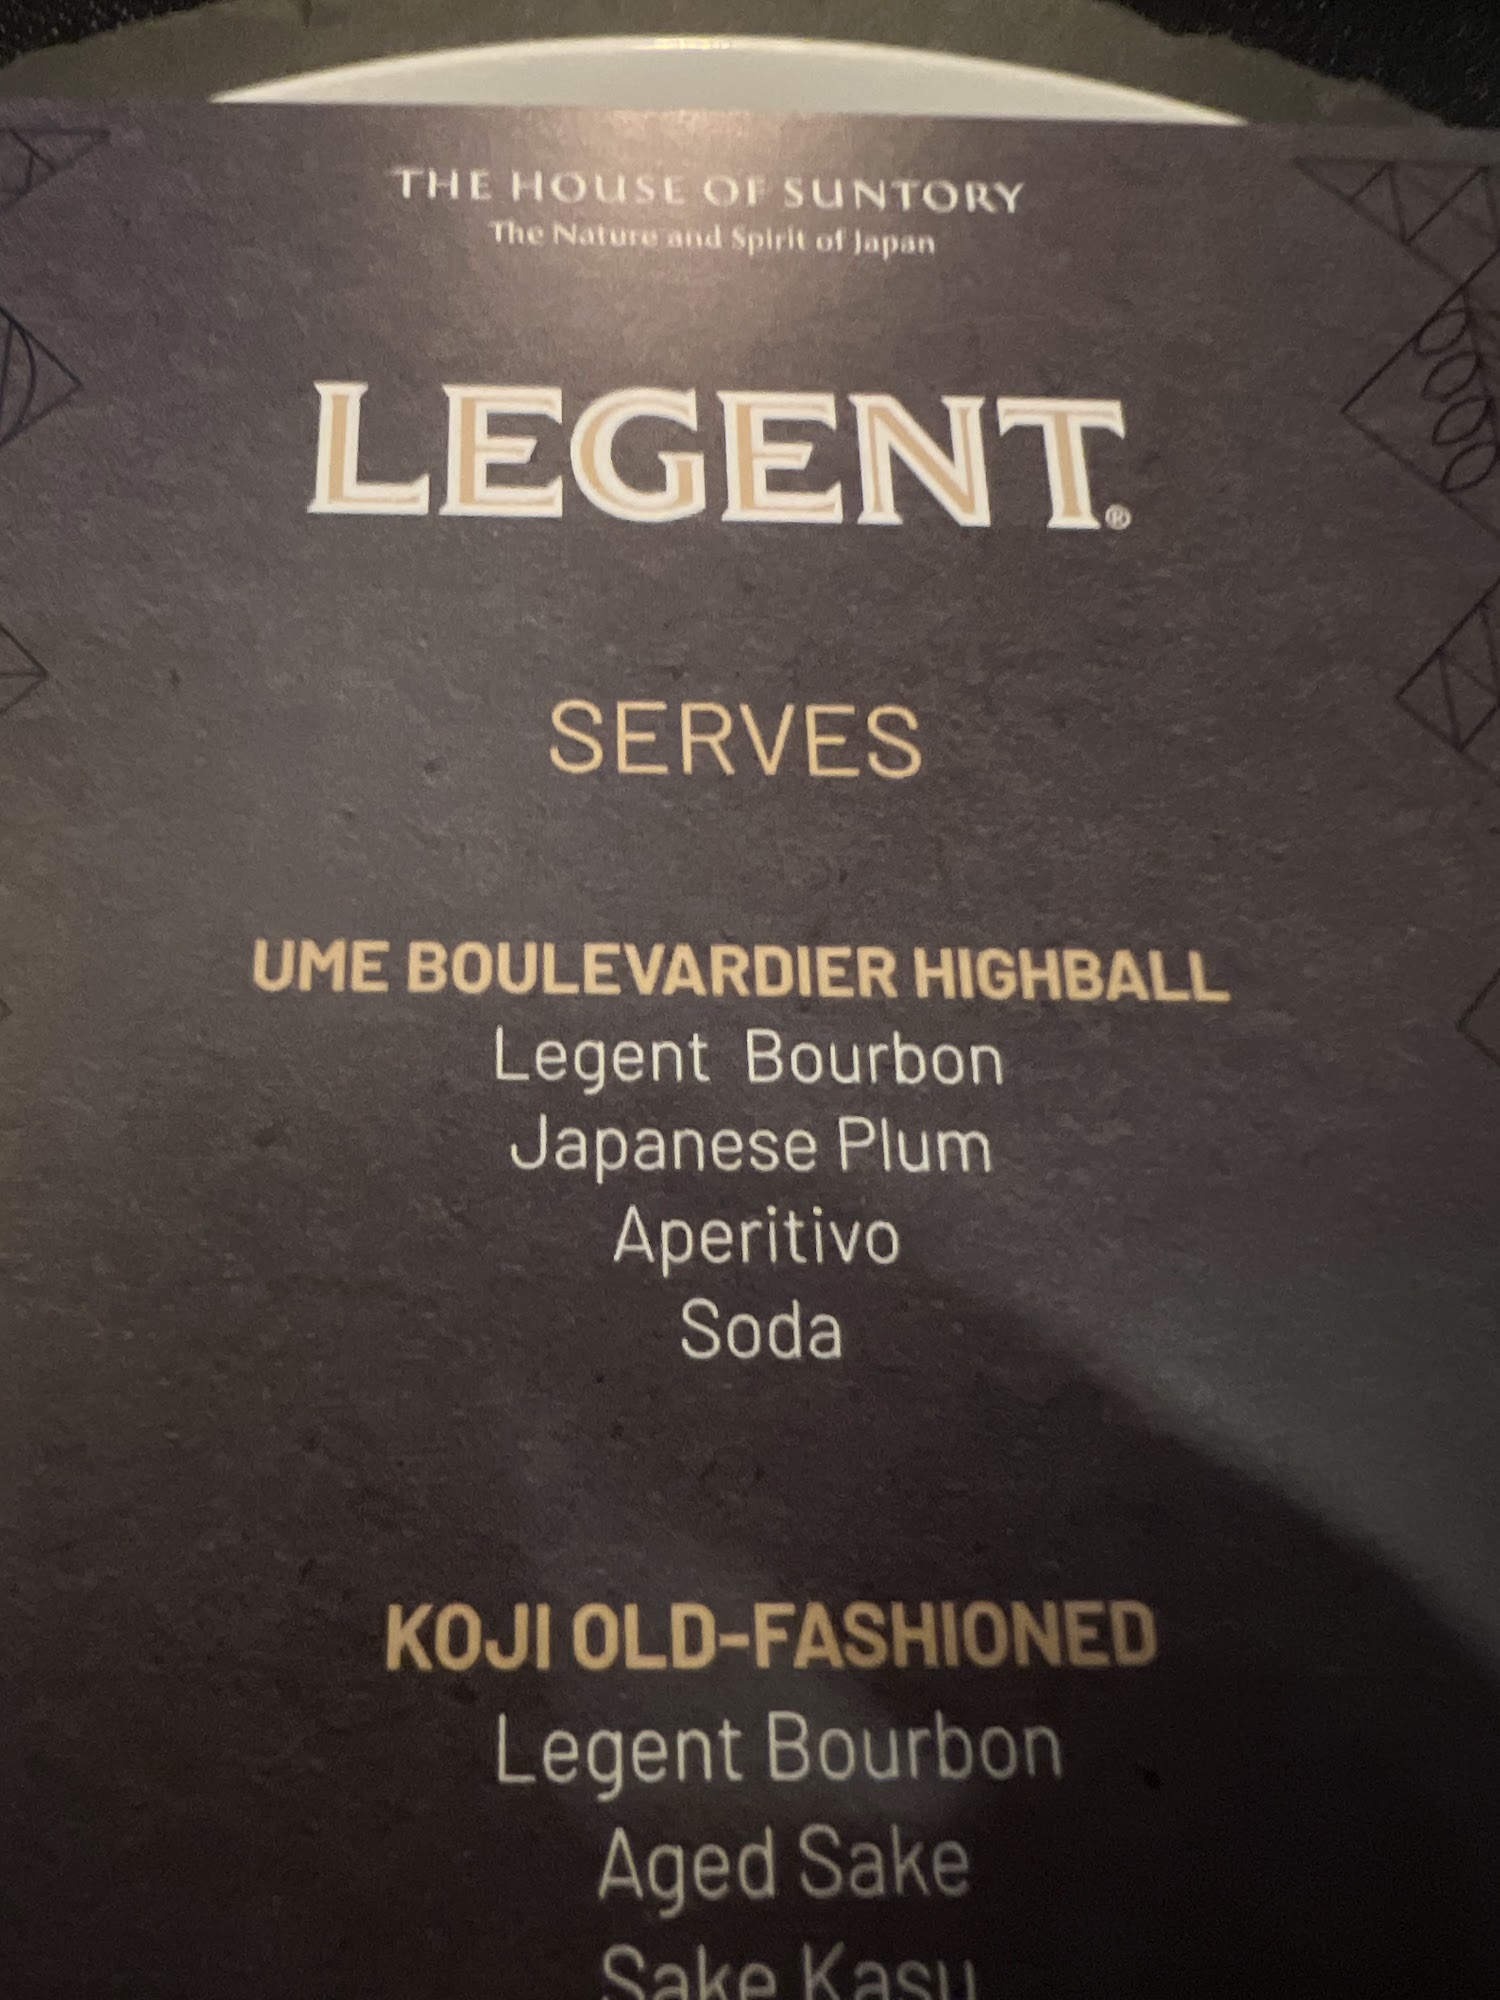 THE HOUSE OF SUNTORY
The Nature and Spirit of Japan
LEGENT®
SERVES
UME BOULEVARDIER HIGHBALL
Legent Bourbon
Japanese Plum
Aperitivo
Soda
KOJI OLD-FASHIONED
Legent Bourbon
Aged Sake
Sake Kasu